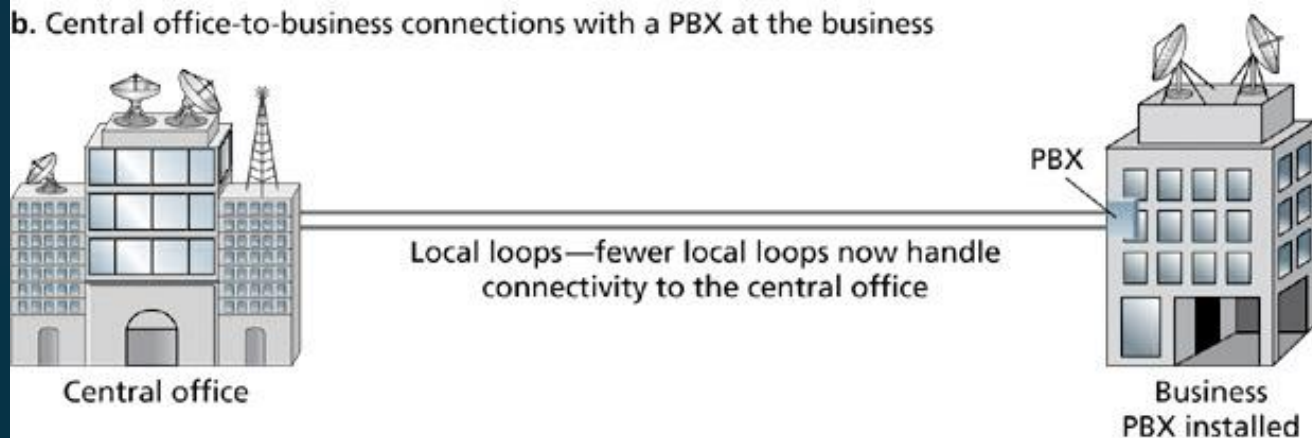 b. Central office-to-business connections with a PBX at the business
PBX
Local loops—fewer local loops now handle
connectivity to the central office
Central office
Business
PBX installed